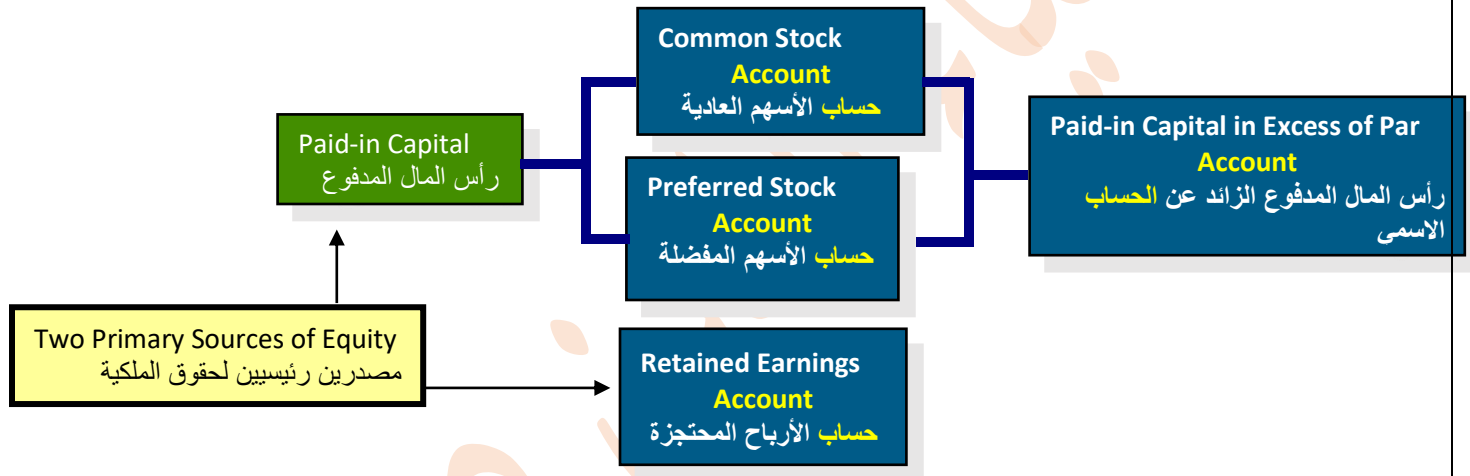 Common Stock
Account
حساب الأسهم العادية
Paid-in Capital
رأس المال المدفوع
Preferred Stock
Account
حساب الأسهم المفضلة
Paid-in Capital in Excess of Par
Account
رأس المال المدفوع الزائد عن الحساب
الاسمي
Two Primary Sources of Equity
مصدرين رئيسيين لحقوق الملكية
Retained Earnings
Account
حساب الأرباح المحتجزة